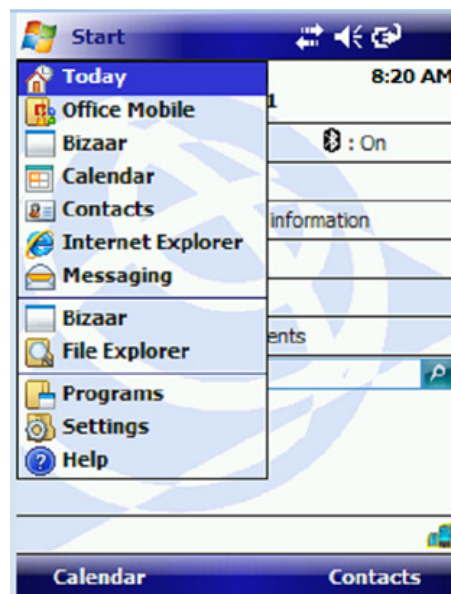 Start
Today
8:20 AM
1
Office Mobile
Bizaar
: On
Calendar
Contacts
information
Internet Explorer
Messaging
Bizaar
ents
File Explorer
Programs
Settings
? Help
Calendar
Contacts